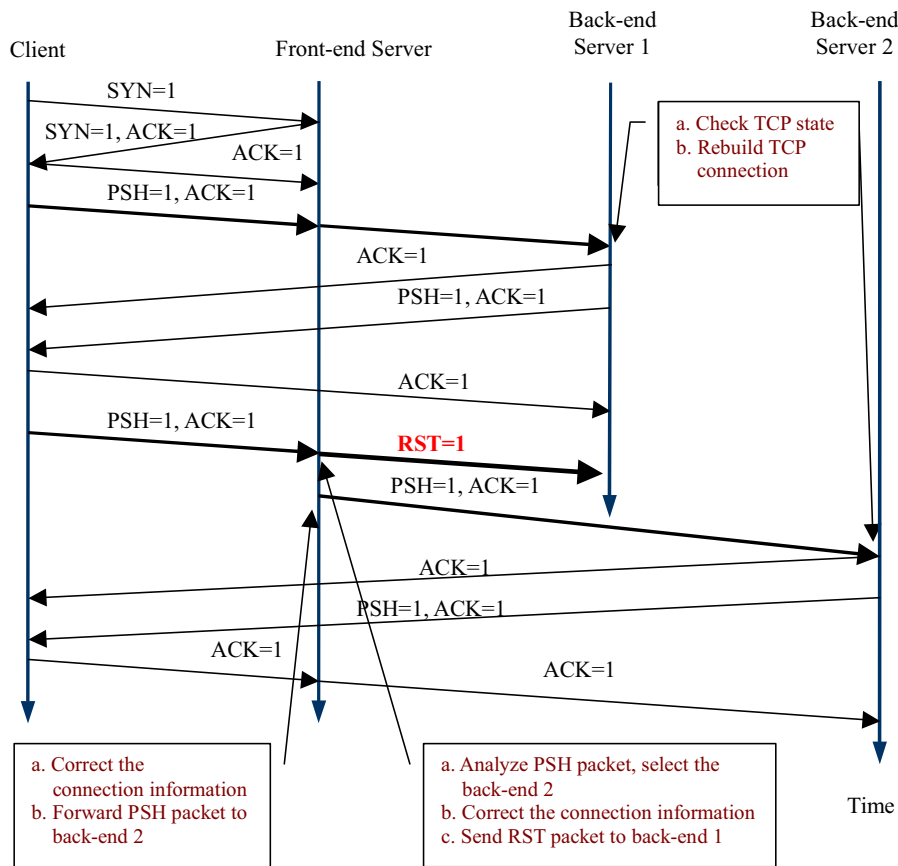 Client
Front-end Server
Back-end
Server 1
Back-end
Server 2
SYN=1
SYN=1, ACK=1
ACK=1
PSH=1, ACK=1
a. Check TCP state
b. Rebuild TCP
connection
ACK=1
PSH=1, ACK=1
ACK=1
PSH=1, ACK=1
RST=1
PSH=1, ACK=1
ACK=1
PSH=1, ACK=1
ACK=1
ACK=1
a. Correct the
connection information
b. Forward PSH packet to
back-end 2
a. Analyze PSH packet, select the
back-end 2
b. Correct the connection information
c. Send RST packet to back-end 1
Time